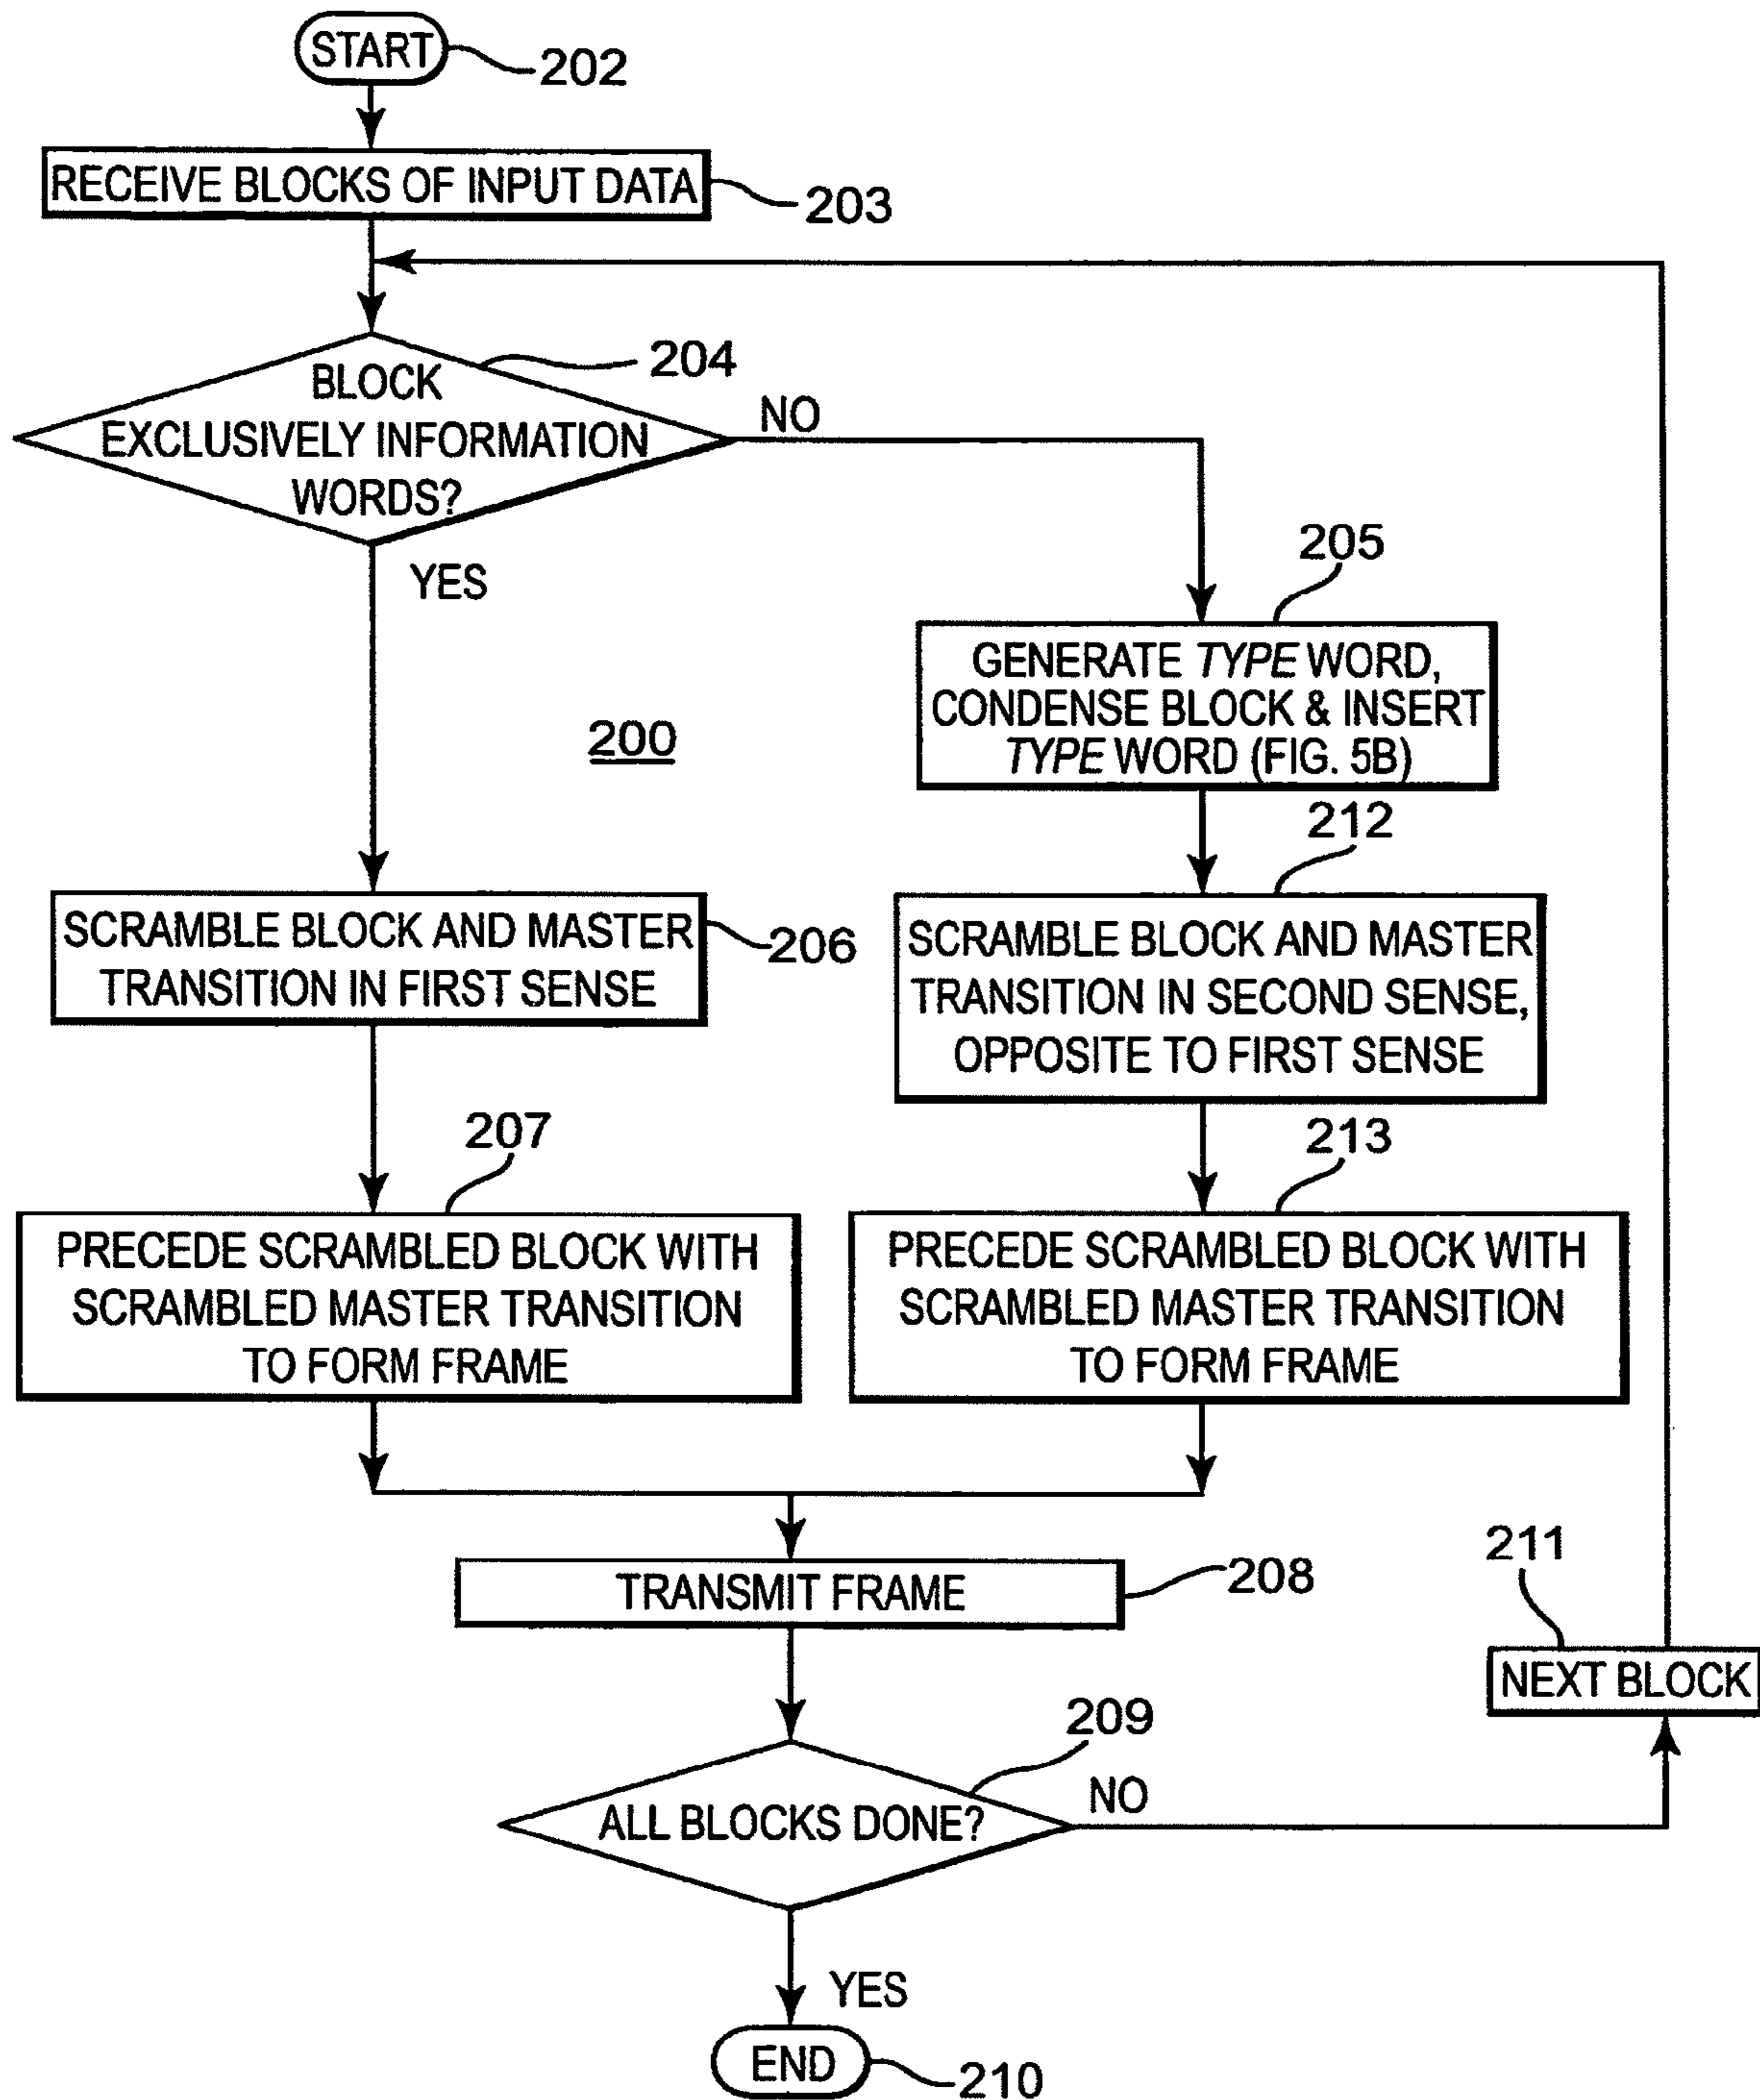 START
202
RECEIVE BLOCKS OF INPUT DATA
203
204
BLOCK
EXCLUSIVELY INFORMATION
WORDS?
NO
YES
205
GENERATE TYPE WORD,
CONDENSE BLOCK & INSERT
TYPE WORD (FIG. 5B)
200
212
SCRAMBLE BLOCK AND MASTER
TRANSITION IN FIRST SENSE
206
SCRAMBLE BLOCK AND MASTER
TRANSITION IN SECOND SENSE,
OPPOSITE TO FIRST SENSE
207
PRECEDE SCRAMBLED BLOCK WITH
SCRAMBLED MASTER TRANSITION
TO FORM FRAME
213
PRECEDE SCRAMBLED BLOCK WITH
SCRAMBLED MASTER TRANSITION
TO FORM FRAME
TRANSMIT FRAME
208
211
NEXT BLOCK
209
ALL BLOCKS DONE?
NO
YES
END
210